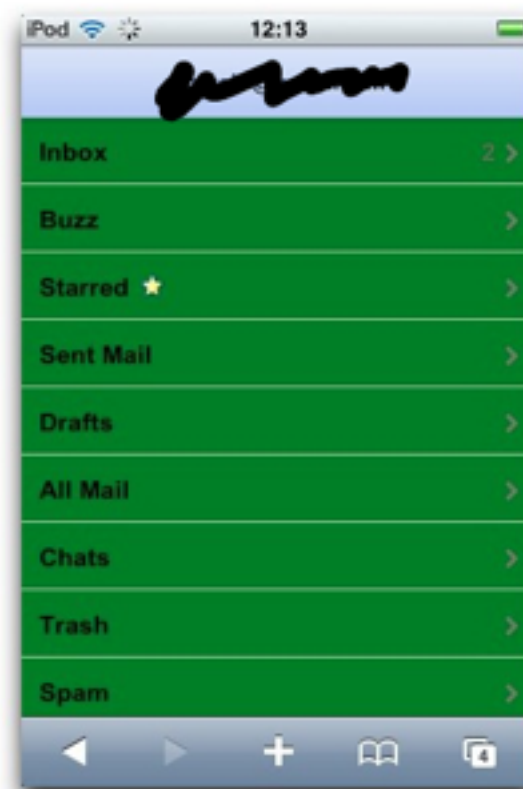 iPod 12:13
Inbox 2
Buzz
Starred
Sent Mail
Drafts
All Mail
Chats
Trash
Spam
4